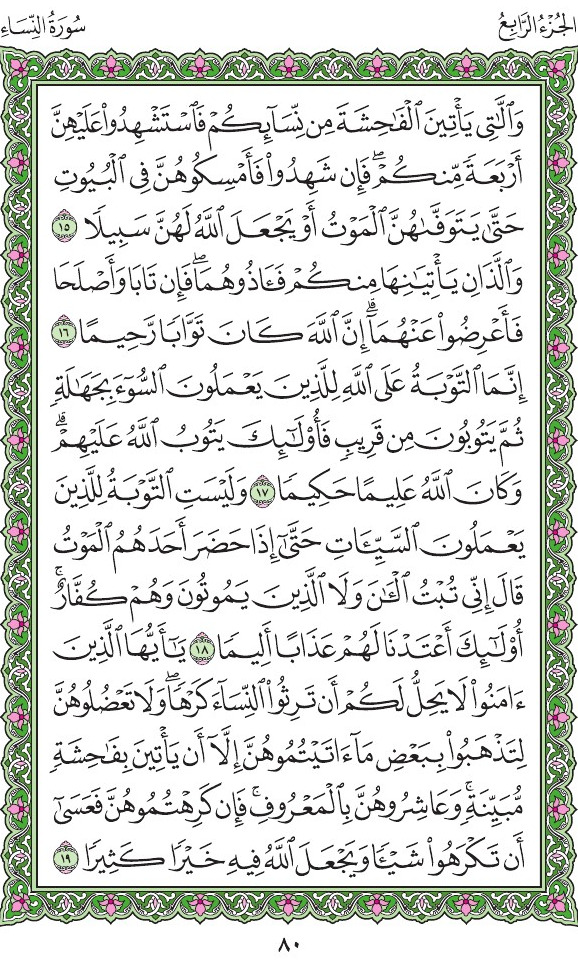 الجزء الرابع
سورة النساء
وَٱلَّٰتِي يَأۡتِينَ ٱلۡفَٰحِشَةَ مِن نِّسَآئِكُمۡ فَٱسۡتَشۡهِدُواْ عَلَيۡهِنَّ
أَرۡبَعَةٗ مِّنكُمۡۖ فَإِن شَهِدُواْ فَأَمۡسِكُوهُنَّ فِي ٱلۡبُيُوتِ
حَتَّىٰ يَتَوَفَّىٰهُنَّ ٱلۡمَوۡتُ أَوۡ يَجۡعَلَ ٱللَّهُ لَهُنَّ سَبِيلٗا ١٥
وَٱلَّذَانِ يَأۡتِيَٰنِهَا مِنكُمۡ فَـَٔاذُوهُمَاۖ فَإِن تَابَا وَأَصۡلَحَا
فَأَعۡرِضُواْ عَنۡهُمَآۗ إِنَّ ٱللَّهَ كَانَ تَوَّابٗا رَّحِيمًا ١٦
إِنَّمَا ٱلتَّوۡبَةُ عَلَى ٱللَّهِ لِلَّذِينَ يَعۡمَلُونَ ٱلسُّوٓءَ بِجَهَٰلَةٖ
ثُمَّ يَتُوبُونَ مِن قَرِيبٖ فَأُوْلَٰٓئِكَ يَتُوبُ ٱللَّهُ عَلَيۡهِمۡۗ
وَكَانَ ٱللَّهُ عَلِيمًا حَكِيمٗا ١٧ وَلَيۡسَتِ ٱلتَّوۡبَةُ لِلَّذِينَ
يَعۡمَلُونَ ٱلسَّيِّـَٔاتِ حَتَّىٰٓ إِذَا حَضَرَ أَحَدَهُمُ ٱلۡمَوۡتُ
قَالَ إِنِّي تُبۡتُ ٱلۡـَٰٔنَ وَلَا ٱلَّذِينَ يَمُوتُونَ وَهُمۡ كُفَّارٌۚ
أُوْلَٰٓئِكَ أَعۡتَدۡنَا لَهُمۡ عَذَابًا أَلِيمٗا ١٨ يَٰٓأَيُّهَا ٱلَّذِينَ
ءَامَنُواْ لَا يَحِلُّ لَكُمۡ أَن تَرِثُواْ ٱلنِّسَآءَ كَرۡهٗاۖ وَلَا تَعۡضُلُوهُنَّ
لِتَذۡهَبُواْ بِبَعۡضِ مَآ ءَاتَيۡتُمُوهُنَّ إِلَّآ أَن يَأۡتِينَ بِفَٰحِشَةٖ
مُّبَيِّنَةٖۚ وَعَاشِرُوهُنَّ بِٱلۡمَعۡرُوفِۚ فَإِن كَرِهۡتُمُوهُنَّ فَعَسَىٰٓ
أَن تَكۡرَهُواْ شَيۡـٔٗا وَيَجۡعَلَ ٱللَّهُ فِيهِ خَيۡرٗا كَثِيرٗا ١٩
٨٠